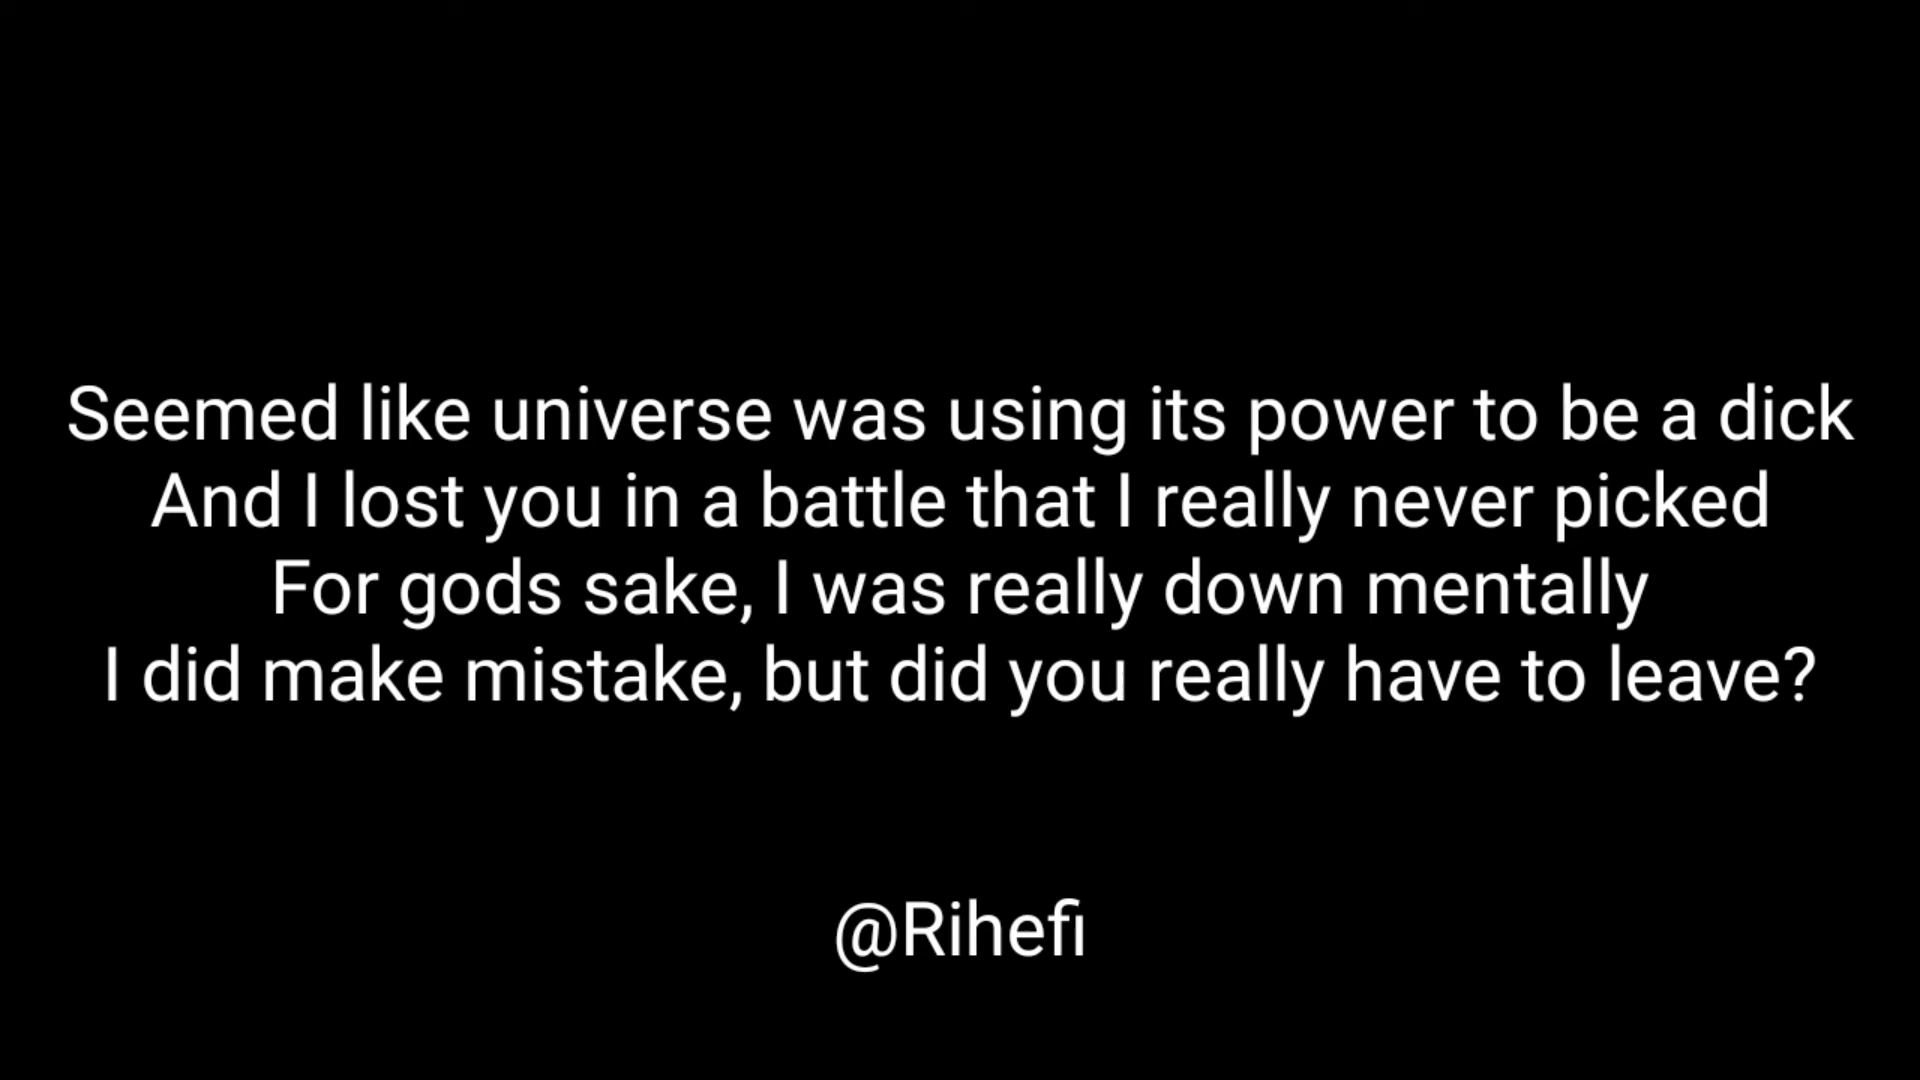 Seemed like universe was using its power to be a dick
And I lost you in a battle that I really never picked
For gods sake, I was really down mentally
I did make mistake, but did you really have to leave?
@Rihefi